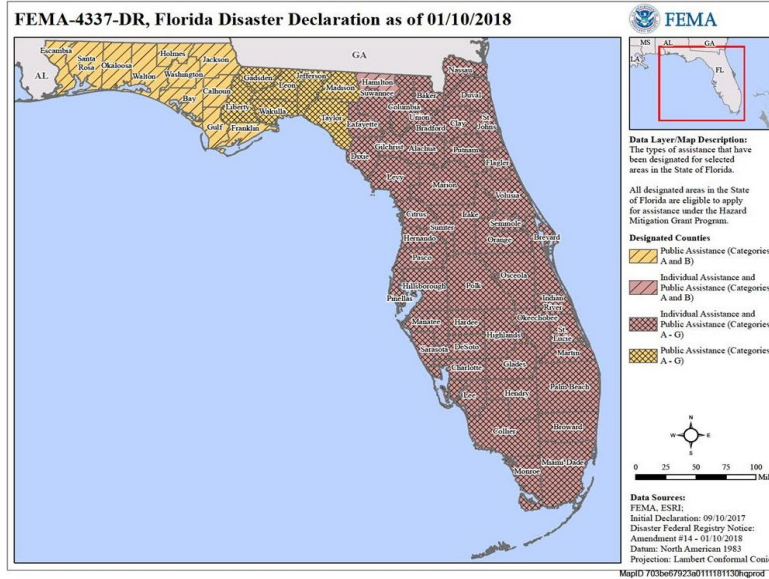 FEMA-4337-DR, Florida Disaster Declaration as of 01/10/2018
FEMA
MS AL GA
LA
FL
GA
AL
Escambia
Santa
Rosa
Okaloosa
Walton
Holmes
Washington
Jackson
Bay
Calhoun
Gulf
Liberty
Franklin
Gadsden
Leon
Wakulla
Jefferson
Madison
Taylor
Hamilton
Suwannee
Lafayette
Dixie
Columbia
Baker
Union
Bradford
Nassau
Duval
Clay
St
Johns
Gilchrist
Alachua
Putnam
Flagler
Levy
Marion
Volusia
Citrus
Sumter
Lake
Seminole
Hernando
Orange
Brevard
Pasco
Osceola
Hillsborough
Polk
Pinellas
Indian
River
Okeechobee
Manatee
Hardee
Highlands
St
Lucie
Sarasota
DeSoto
Martin
Charlotte
Glades
Lee
Hendry
Palm Beach
Collier
Broward
Monroe
Miami-Dade
Data Layer/Map Description:
The types of assistance that have
been designated for selected
areas in the State of Florida.
All designated areas in the State
of Florida are eligible to apply
for assistance under the Hazard
Mitigation Grant Program.
Designated Counties
Public Assistance (Categories
A and B)
Individual Assistance and
Public Assistance (Categories
A and B)
Individual Assistance and
Public Assistance (Categories
A - G)
Public Assistance (Categories
A - G)
N
W E
S
0 25 50 75 100
Mil
Data Sources:
FEMA, ESRI;
Initial Declaration: 09/10/2017
Disaster Federal Registry Notice:
Amendment #14 - 01/10/2018
Datum: North American 1983
Projection: Lambert Conformal Conic
MapID 703be67923a0111181130hqprod